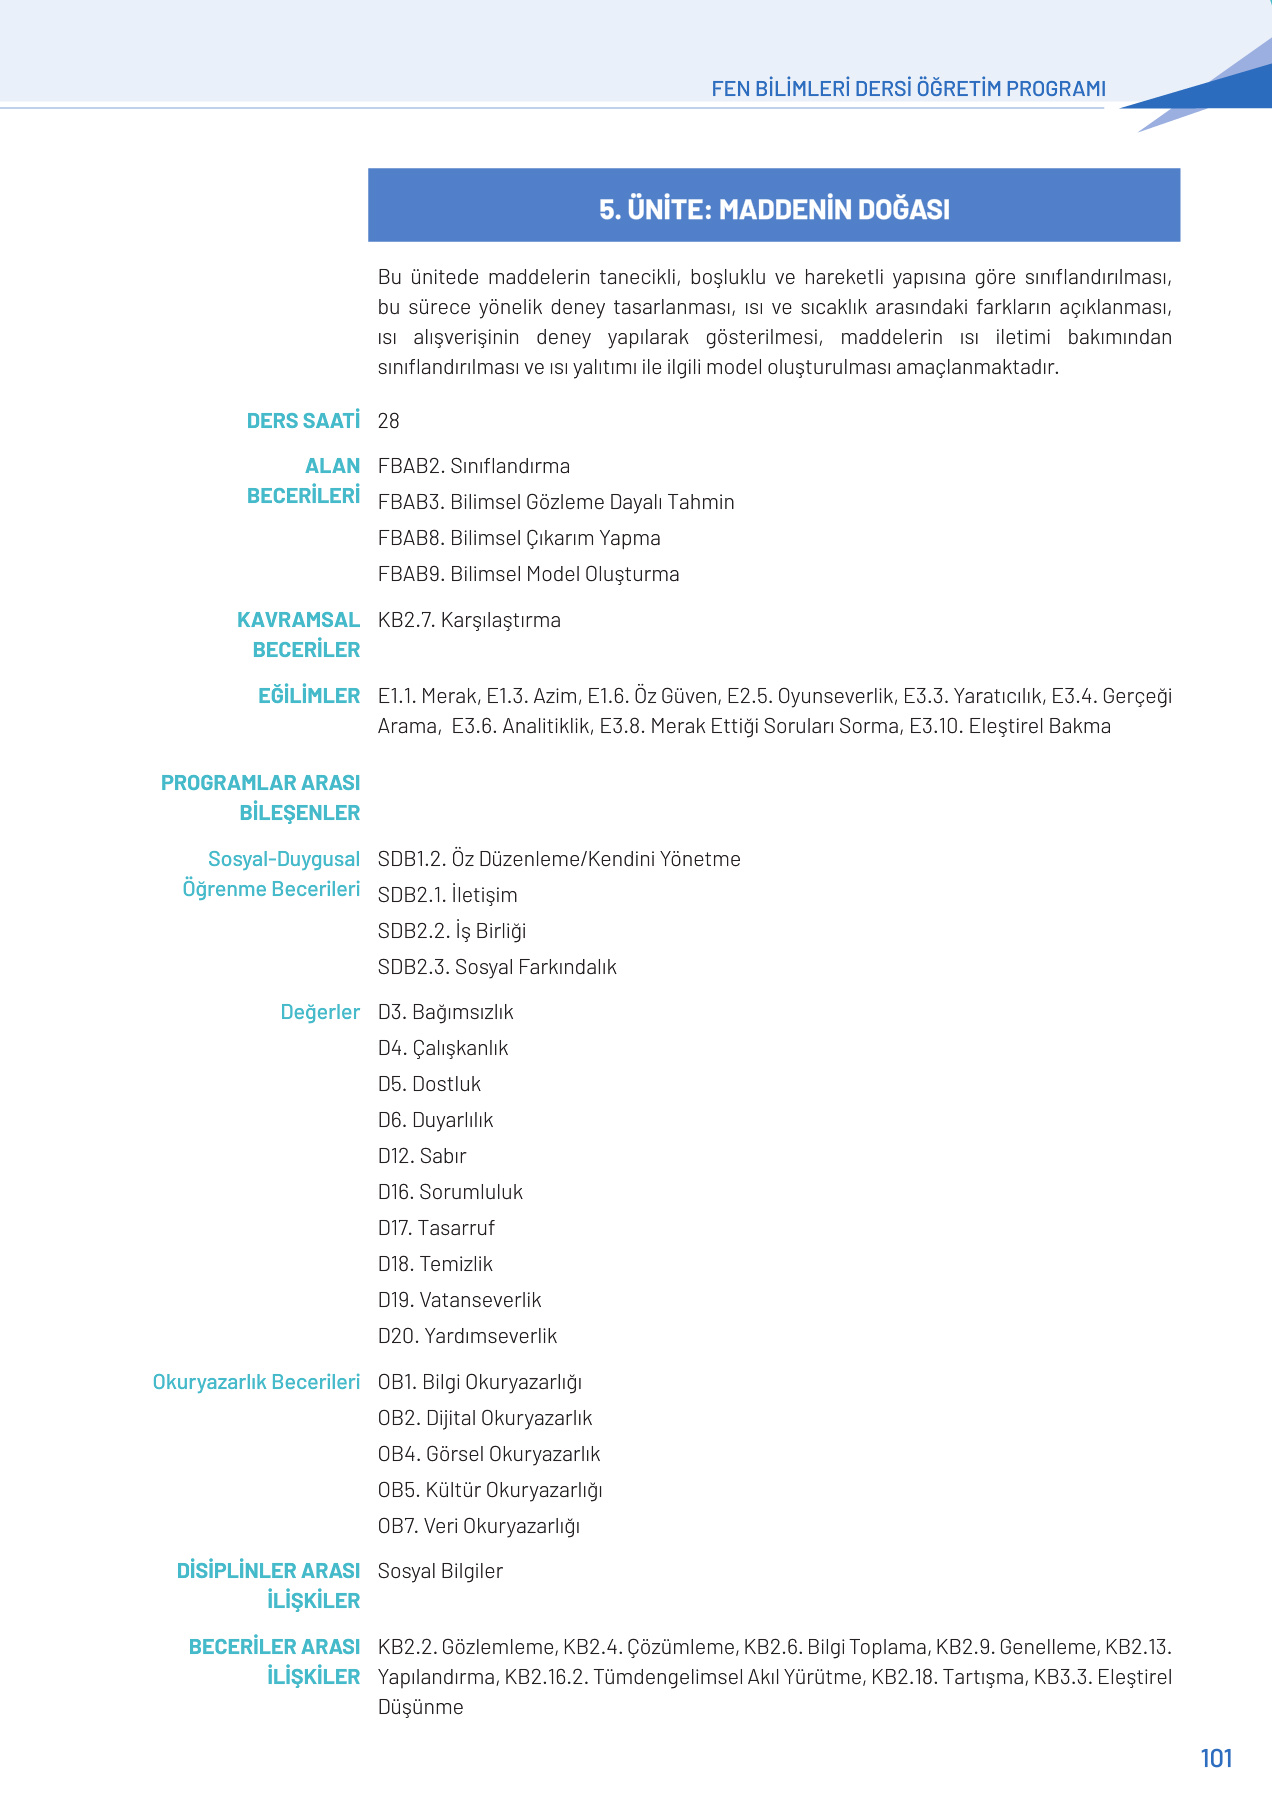 FEN BİLİMLERİ DERSİ ÖĞRETİM PROGRAMI
5. ÜNİTE: MADDENİN DOĞASI
Bu ünitede maddelerin tanecikli, boşluklu ve hareketli yapısına göre sınıflandırılması,
bu sürece yönelik deney tasarlanması, ısı ve sıcaklık arasındaki farkların açıklanması,
ısı alışverişinin deney yapılarak gösterilmesi, maddelerin ısı iletimi bakımından
sınıflandırılması ve ısı yalıtımı ile ilgili model oluşturulması amaçlanmaktadır.
DERS SAATİ 28
ALAN
BECERİLERİ
FBAB2. Sınıflandırma
FBAB3. Bilimsel Gözleme Dayalı Tahmin
FBAB8. Bilimsel Çıkarım Yapma
FBAB9. Bilimsel Model Oluşturma
KAVRAMSAL
BECERİLER
KB2.7. Karşılaştırma
EĞİLİMLER
E1.1. Merak, E1.3. Azim, E1.6. Öz Güven, E2.5. Oyunseverlik, E3.3. Yaratıcılık, E3.4. Gerçeği
Arama, E3.6. Analitiklik, E3.8. Merak Ettiği Soruları Sorma, E3.10. Eleştirel Bakma
PROGRAMLAR ARASI
BİLEŞENLER
Sosyal-Duygusal
Öğrenme Becerileri
SDB1.2. Öz Düzenleme/Kendini Yönetme
SDB2.1. İletişim
SDB2.2. İş Birliği
SDB2.3. Sosyal Farkındalık
Değerler
D3. Bağımsızlık
D4. Çalışkanlık
D5. Dostluk
D6. Duyarlılık
D12. Sabır
D16. Sorumluluk
D17. Tasarruf
D18. Temizlik
D19. Vatanseverlik
D20. Yardımseverlik
Okuryazarlık Becerileri
OB1. Bilgi Okuryazarlığı
OB2. Dijital Okuryazarlık
OB4. Görsel Okuryazarlık
OB5. Kültür Okuryazarlığı
OB7. Veri Okuryazarlığı
DİSİPLİNLER ARASI
İLİŞKİLER
Sosyal Bilgiler
BECERİLER ARASI
İLİŞKİLER
KB2.2. Gözlemleme, KB2.4. Çözümleme, KB2.6. Bilgi Toplama, KB2.9. Genelleme, KB2.13.
Yapılandırma, KB2.16.2. Tümdengelimsel Akıl Yürütme, KB2.18. Tartışma, KB3.3. Eleştirel
Düşünme
101